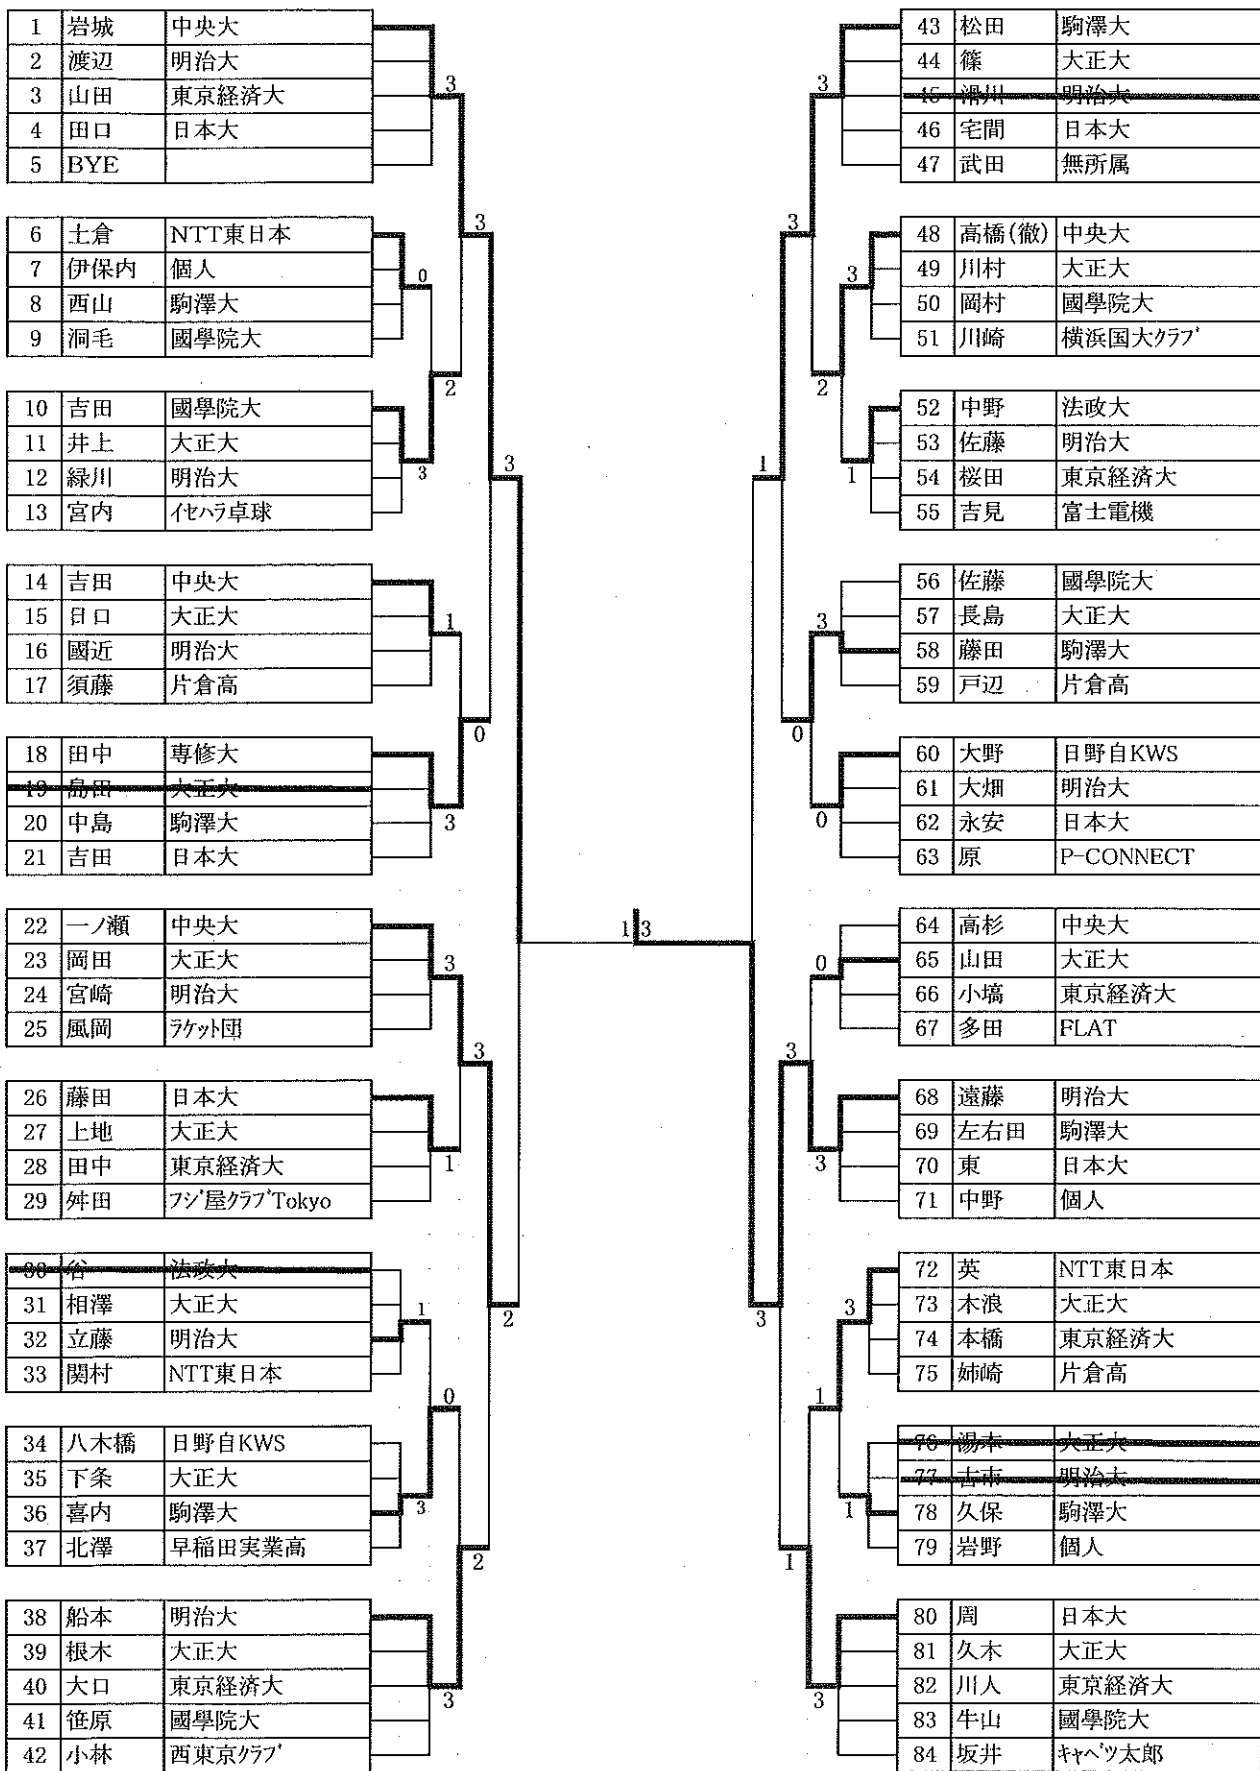 1 岩城 中央大
2 渡辺 明治大
3 山田 東京経済大
4 田口 日本大
5 BYE
3
6 土倉 NTT東日本
7 伊保内 個人
8 西山 駒澤大
9 洞毛 國學院大
0
3
2
10 吉田 國學院大
11 井上 大正大
12 緑川 明治大
13 宮内 イセハラ卓球
3
3
14 吉田 中央大
15 目口 大正大
16 國近 明治大
17 須藤 片倉高
1
0
18 田中 専修大
19 島田 大正大
20 中島 駒澤大
21 吉田 日本大
3
22 一ノ瀬 中央大
23 岡田 大正大
24 宮崎 明治大
25 風岡 ラケット団
3
3
26 藤田 日本大
27 上地 大正大
28 田中 東京経済大
29 舛田 フジ屋クラブTokyo
1
30 谷 法政大
31 相澤 大正大
32 立藤 明治大
33 関村 NTT東日本
1
2
0
34 八木橋 日野自KWS
35 下条 大正大
36 喜内 駒澤大
37 北澤 早稲田実業高
3
2
38 船本 明治大
39 根木 大正大
40 大口 東京経済大
41 笹原 國學院大
42 小林 西東京クラブ
3
1 3
43 松田 駒澤大
44 篠 大正大
45 滑川 明治大
46 宅間 日本大
47 武田 無所属
3
3
48 高橋(徹) 中央大
49 川村 大正大
50 岡村 國學院大
51 川崎 横浜国大クラブ
3
2
52 中野 法政大
53 佐藤 明治大
54 桜田 東京経済大
55 吉見 富士電機
1
1
56 佐藤 國學院大
57 長島 大正大
58 藤田 駒澤大
59 戸辺 片倉高
3
0
60 大野 日野自KWS
61 大畑 明治大
62 永安 日本大
63 原 P-CONNECT
0
64 高杉 中央大
65 山田 大正大
66 小塙 東京経済大
67 多田 FLAT
0
3
68 遠藤 明治大
69 左右田 駒澤大
70 東 日本大
71 中野 個人
3
72 英 NTT東日本
73 木浪 大正大
74 本橋 東京経済大
75 姉崎 片倉高
3
3
1
76 湯本 大正大
77 古市 明治大
78 久保 駒澤大
79 岩野 個人
1
1
80 周 日本大
81 久木 大正大
82 川人 東京経済大
83 牛山 國學院大
84 坂井 キャベツ太郎
3